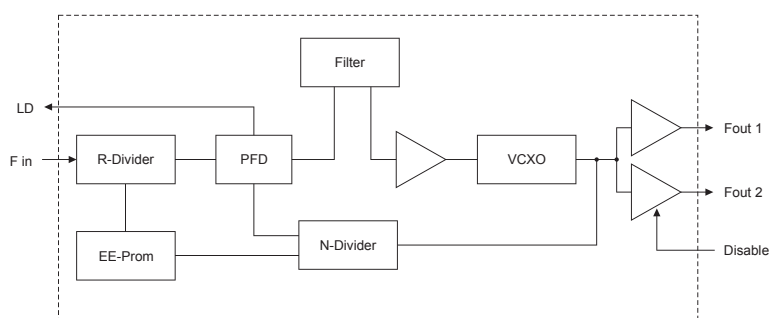 Filter
LD
F in
R-Divider
PFD
VCXO
Fout 1
Fout 2
EE-Prom
N-Divider
Disable